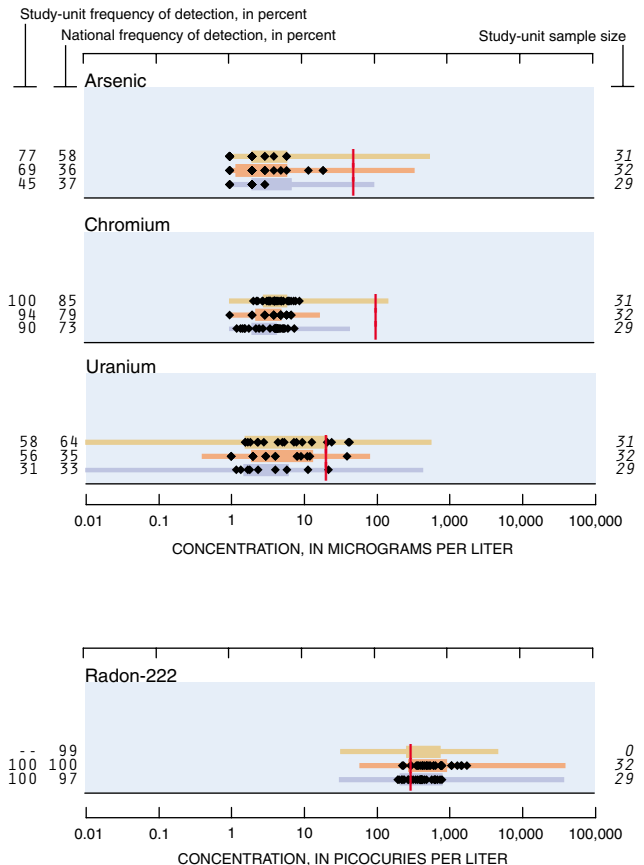 Study-unit frequency of detection, in percent
National frequency of detection, in percent
Study-unit sample size
Arsenic
77 58 31
69 36 32
45 37 29
Chromium
100 85 31
94 79 32
90 73 29
Uranium
58 64 31
56 35 32
31 33 29
0.01 0.1 1 10 100 1,000 10,000 100,000
CONCENTRATION, IN MICROGRAMS PER LITER
Radon-222
-- 99 0
100 100 32
100 97 29
0.01 0.1 1 10 100 1,000 10,000 100,000
CONCENTRATION, IN PICOCURIES PER LITER